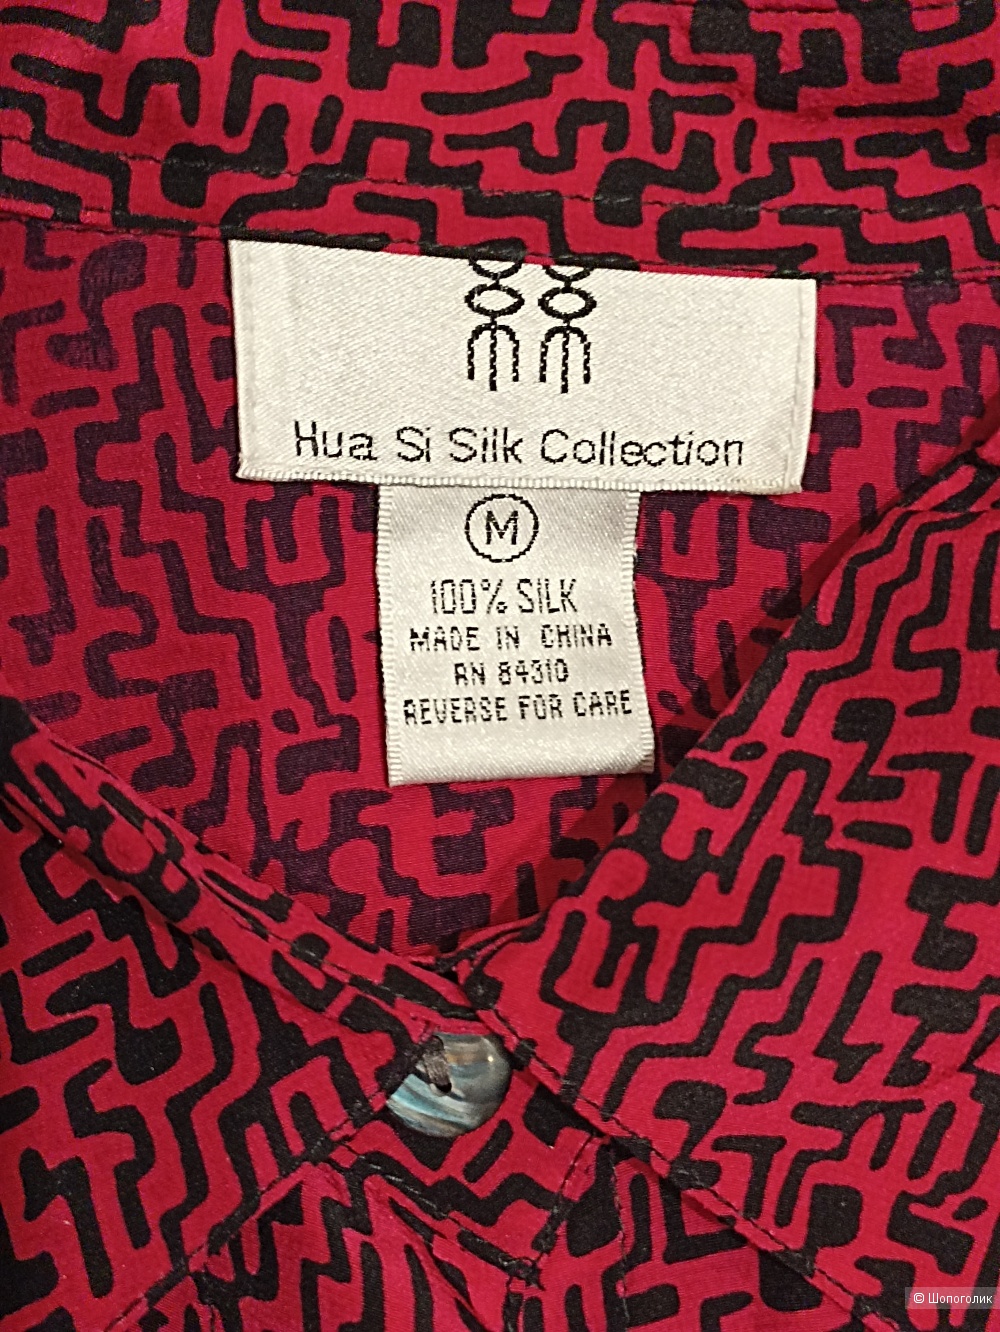 Hua Si Silk Collection
M
100% SILK
MADE IN CHINA
RN 84310
REVERSE FOR CARE
© Шопоголик